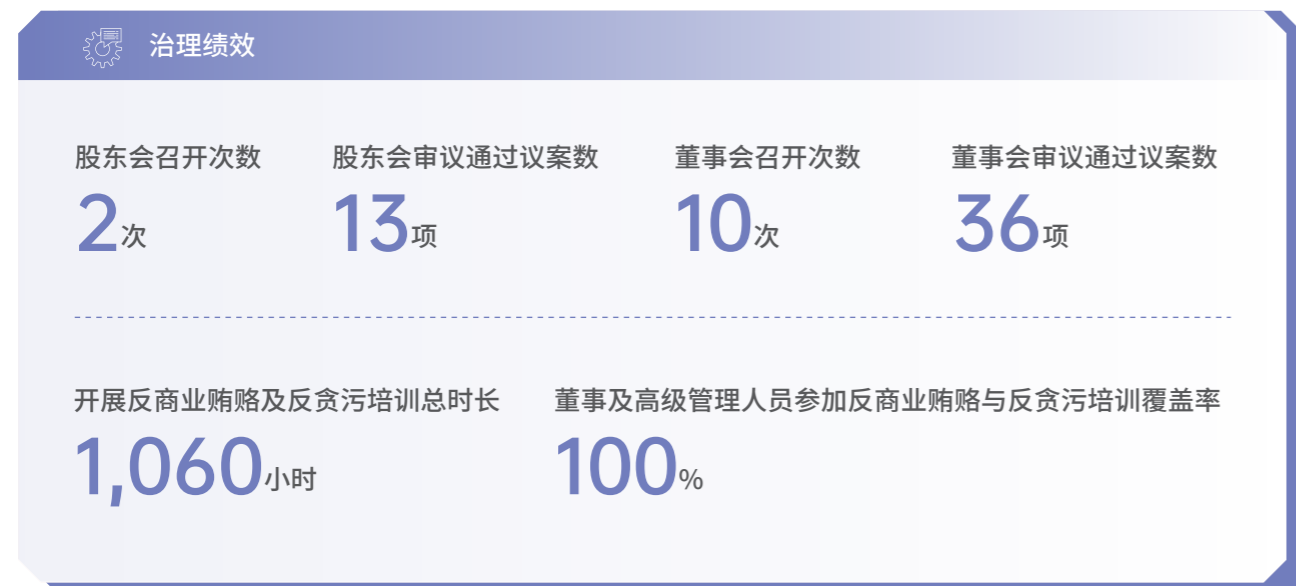 治理绩效
股东会召开次数
2次
股东会审议通过议案数
13项
董事会召开次数
10次
董事会审议通过议案数
36项
开展反商业贿赂及反贪污培训总时长
1,060小时
董事及高级管理人员参加反商业贿赂与反贪污培训覆盖率
100%